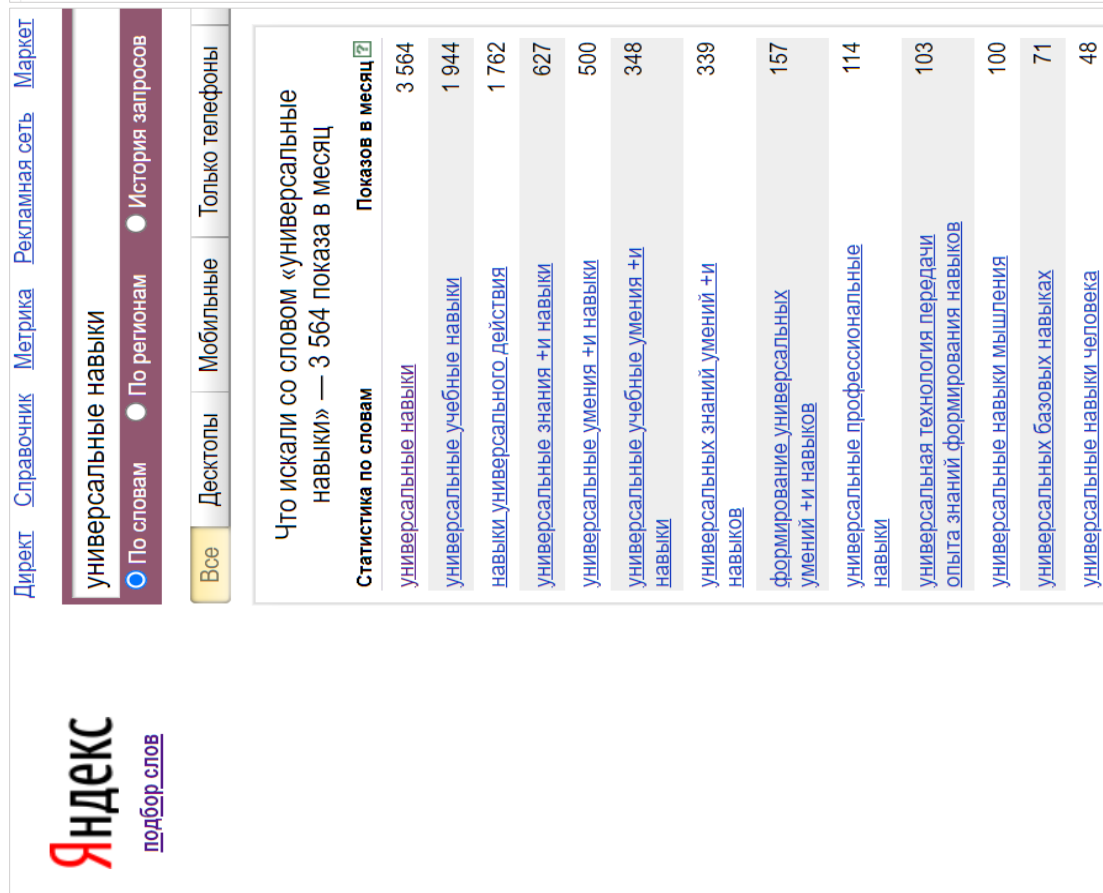 Директ Справочник Метрика Рекламная сеть Маркет
Яндекс
подбор слов
универсальные навыки
По словам По регионам История запросов
Все Десктопы Мобильные Только телефоны
Что искали со словом «универсальные
навыки» — 3 564 показа в месяц
Статистика по словам Показов в месяц ?
универсальные навыки 3 564
универсальные учебные навыки 1 944
навыки универсального действия 1 762
универсальные знания +и навыки 627
универсальные умения +и навыки 500
универсальные учебные умения +и 348
навыки
универсальных знаний умений +и 339
навыков
формирование универсальных 157
умений +и навыков
универсальные профессиональные 114
навыки
универсальная технология передачи 103
опыта знаний формирования навыков
универсальные навыки мышления 100
универсальных базовых навыках 71
универсальные навыки человека 48